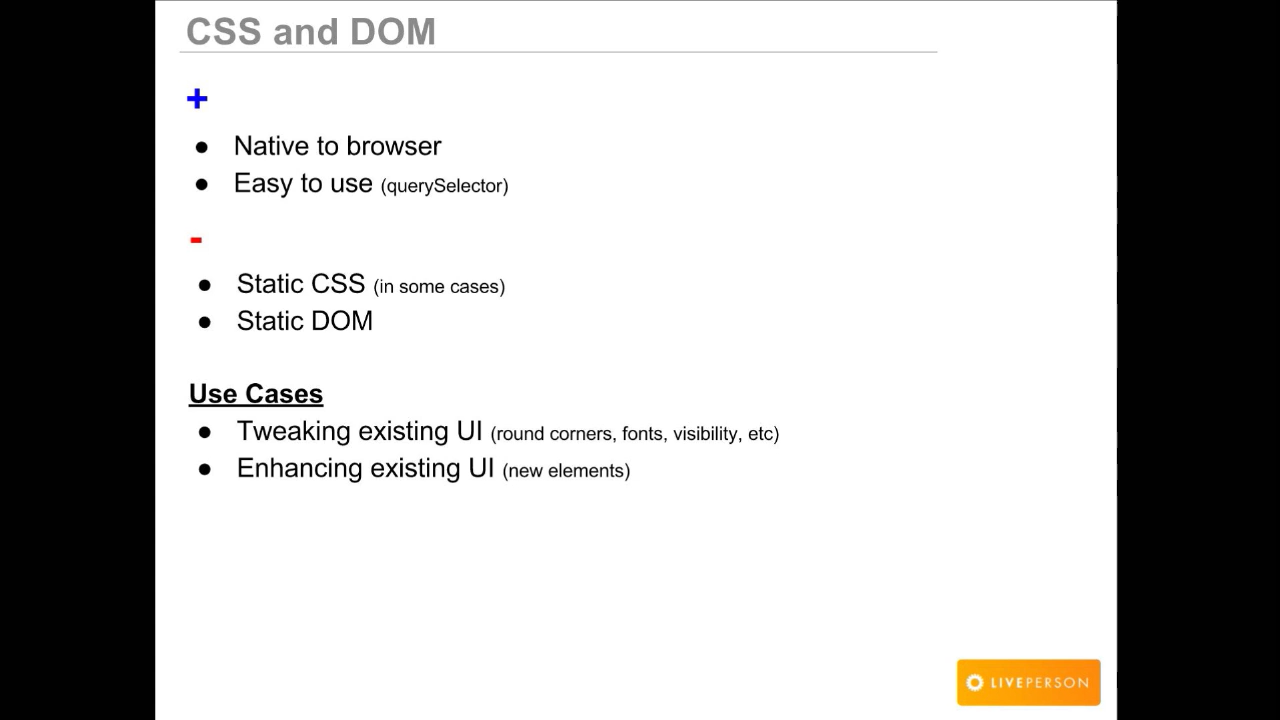 CSS and DOM
+
● Native to browser
● Easy to use (querySelector)
-
● Static CSS (in some cases)
● Static DOM
Use Cases
● Tweaking existing UI (round corners, fonts, visibility, etc)
● Enhancing existing UI (new elements)
LIVEPERSON